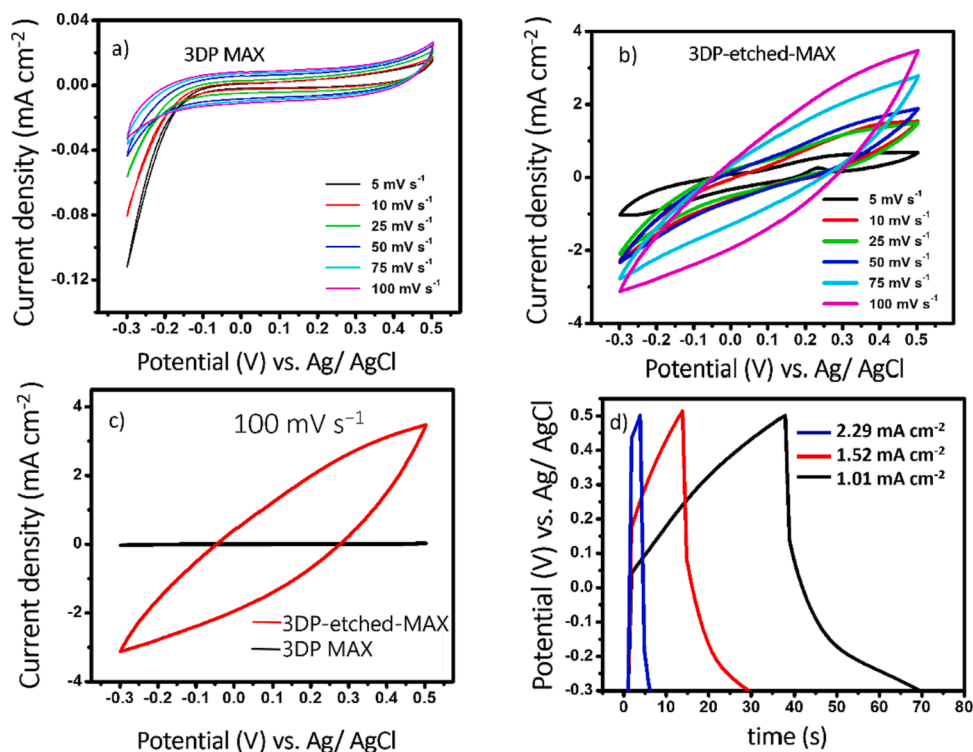 a)
3DP MAX
Current density (mA cm⁻²)
0.04
0.00
-0.04
-0.08
-0.12
5 mV s⁻¹
10 mV s⁻¹
25 mV s⁻¹
50 mV s⁻¹
75 mV s⁻¹
100 mV s⁻¹
-0.3 -0.2 -0.1 0.0 0.1 0.2 0.3 0.4 0.5
Potential (V) vs. Ag/ AgCl
b)
3DP-etched-MAX
Current density (mA cm⁻²)
4
2
0
-2
-4
5 mV s⁻¹
10 mV s⁻¹
25 mV s⁻¹
50 mV s⁻¹
75 mV s⁻¹
100 mV s⁻¹
-0.3 -0.2 -0.1 0.0 0.1 0.2 0.3 0.4 0.5
Potential (V) vs. Ag/ AgCl
c)
100 mV s⁻¹
Current density (mA cm⁻²)
4
2
0
-2
-4
3DP-etched-MAX
3DP MAX
-0.3 -0.2 -0.1 0.0 0.1 0.2 0.3 0.4 0.5
Potential (V) vs. Ag/ AgCl
d)
2.29 mA cm⁻²
1.52 mA cm⁻²
1.01 mA cm⁻²
Potential (V) vs. Ag/ AgCl
0.5
0.4
0.3
0.2
0.1
0.0
-0.1
-0.2
-0.3
0 10 20 30 40 50 60 70 80
time (s)